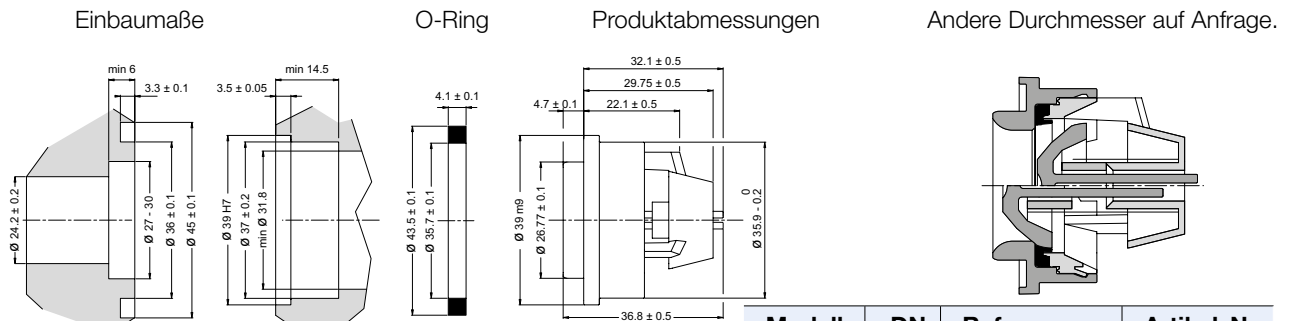 Einbaumaße
O-Ring
Produktabmessungen
Andere Durchmesser auf Anfrage.
min 6
3.3 ± 0.1
Ø 24.2 ± 0.2
Ø 27 - 30
Ø 36 ± 0.1
Ø 45 ± 0.1
min 14.5
3.5 ± 0.05
Ø 39 H7
Ø 37 ± 0.2
min Ø 31.8
4.1 ± 0.1
Ø 43.5 ± 0.1
Ø 35.7 ± 0.1
32.1 ± 0.5
29.75 ± 0.5
4.7 ± 0.1
22.1 ± 0.5
Ø 39 m9
Ø 26.77 ± 0.1
0
Ø 35.9 - 0.2
36.8 ± 0.5